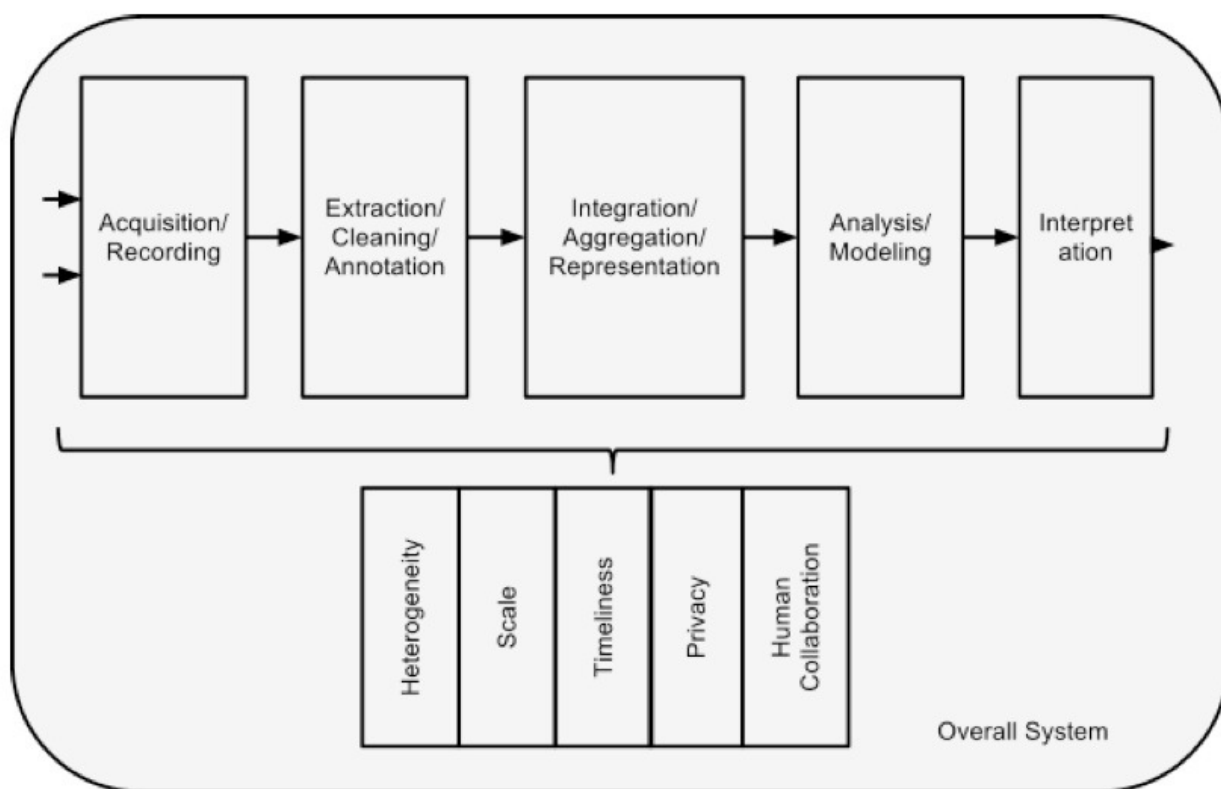 Acquisition/
Recording
Extraction/
Cleaning/
Annotation
Integration/
Aggregation/
Representation
Analysis/
Modeling
Interpret
ation
Heterogeneity
Scale
Timeliness
Privacy
Human
Collaboration
Overall System